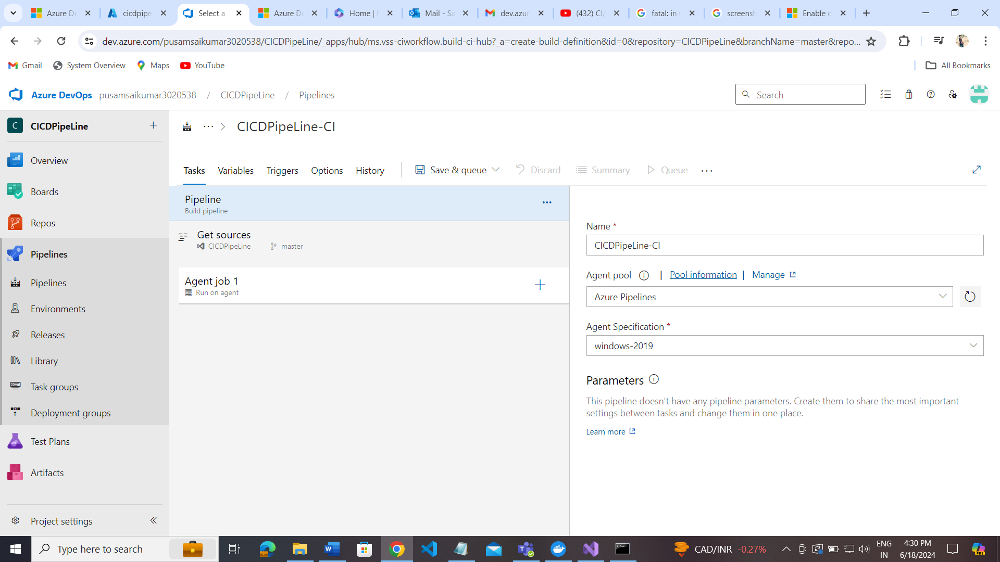 Azure De
cicdpipe
Select a
Azure De
Home | M
Mail - Sa
dev.azur
(432) CI/
fatal: in u
screensh
Enable c
dev.azure.com/pusamsaikumar3020538/CICDPipeLine/_apps/hub/ms.vss-ciworkflow.build-ci-hub?_a=create-build-definition&id=0&repository=CICDPipeLine&branchName=master&repo...
Gmail
System Overview
Maps
YouTube
All Bookmarks
Azure DevOps pusamsaikumar3020538 / CICDPipeLine / Pipelines
Search
C CICDPipeLine
Overview
Boards
Repos
Pipelines
Pipelines
Environments
Releases
Library
Task groups
Deployment groups
Test Plans
Artifacts
Project settings
... > CICDPipeLine-CI
Tasks Variables Triggers Options History Save & queue Discard Summary Queue ...
Pipeline
Build pipeline
Get sources
CICDPipeLine master
Agent job 1
Run on agent
Name *
CICDPipeLine-CI
Agent pool | Pool information | Manage
Azure Pipelines
Agent Specification *
windows-2019
Parameters
This pipeline doesn't have any pipeline parameters. Create them to share the most important
settings between tasks and change them in one place.
Learn more
Type here to search
CAD/INR -0.27%
ENG
IN
4:30 PM
6/18/2024
PRE